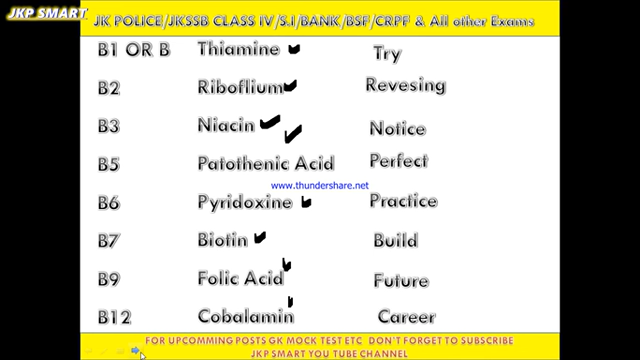 JKP SMART
JK POLICE/JKSSB CLASS IV/S.I/BANK/BSF/CRPF & All other Exams
B1 OR B Thiamine Try
B2 Riboflium Revesing
B3 Niacin Notice
B5 Patothenic Acid Perfect
www.thundershare.net
B6 Pyridoxine Practice
B7 Biotin Build
B9 Folic Acid Future
B12 Cobalamin Career
FOR UPCOMMING POSTS GK MOCK TEST ETC DON'T FORGET TO SUBSCRIBE
JKP SMART YOU TUBE CHANNEL